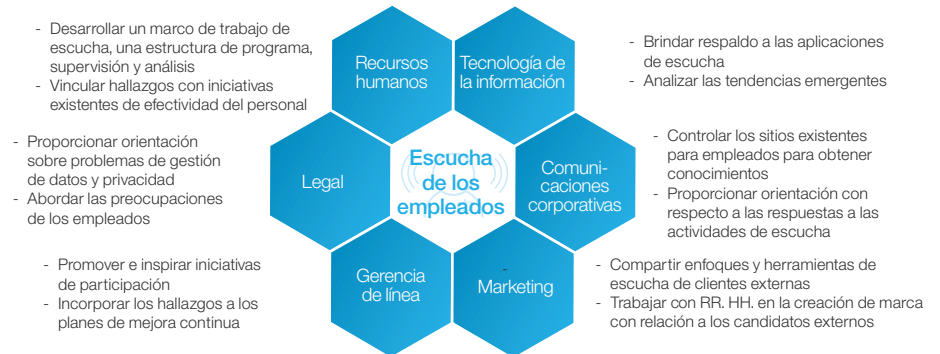 - Desarrollar un marco de trabajo de
escucha, una estructura de programa,
supervisión y análisis
- Vincular hallazgos con iniciativas
existentes de efectividad del personal
Recursos
humanos
Tecnología de
la información
- Brindar respaldo a las aplicaciones
de escucha
- Analizar las tendencias emergentes
- Proporcionar orientación
sobre problemas de gestión
de datos y privacidad
- Abordar las preocupaciones
de los empleados
Legal
Escucha
de los
empleados
Comuni-
caciones
corporativas
- Controlar los sitios existentes
para empleados para obtener
conocimientos
- Proporcionar orientación con
respecto a las respuestas a las
actividades de escucha
- Promover e inspirar iniciativas
de participación
- Incorporar los hallazgos a los
planes de mejora continua
Gerencia
de línea
-
Marketing
- Compartir enfoques y herramientas de
escucha de clientes externas
- Trabajar con RR. HH. en la creación de marca
con relación a los candidatos externos